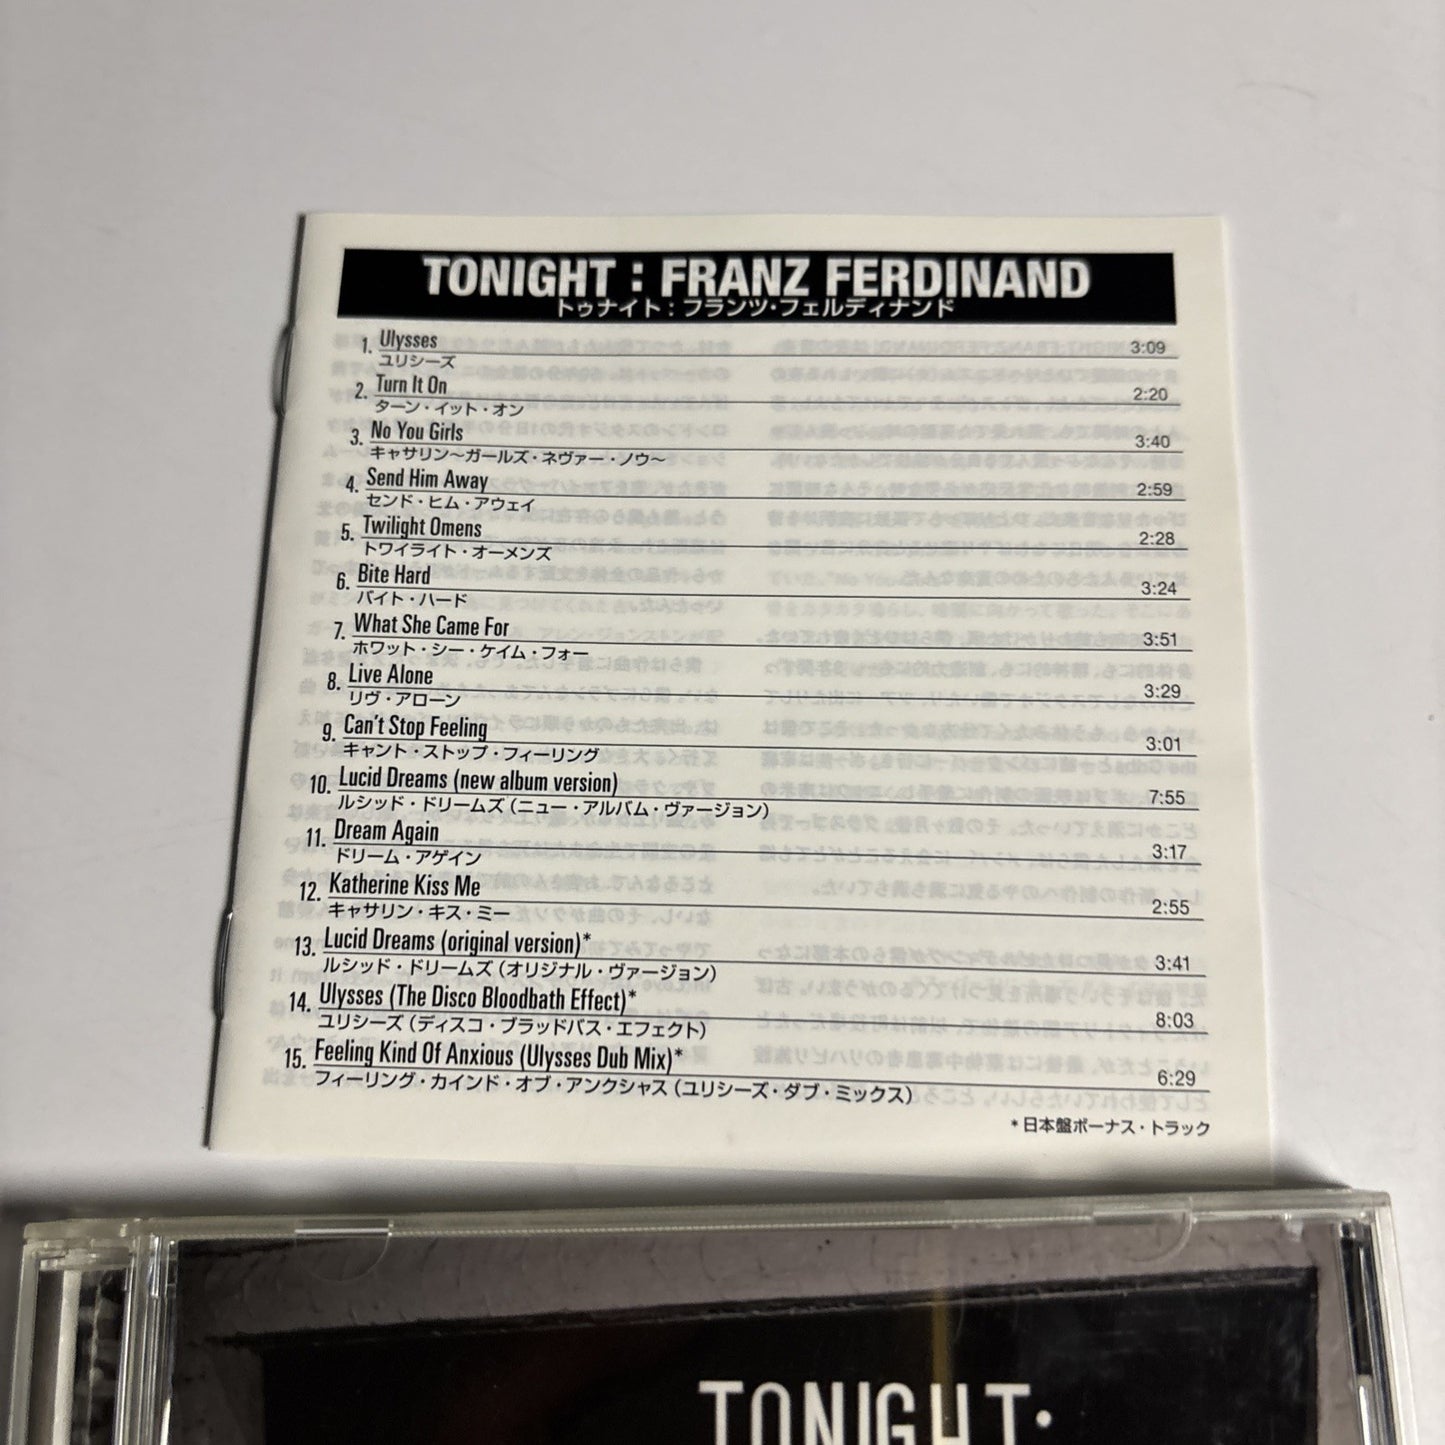 TONIGHT : FRANZ FERDINAND
トゥナイト：フランツ・フェルディナンド
1. Ulysses 3:09
ユリシーズ
2. Turn It On 2:20
ターン・イット・オン
3. No You Girls 3:40
キャサリン～ガールズ・ネヴァー・ノウ～
4. Send Him Away 2:59
センド・ヒム・アウェイ
5. Twilight Omens 2:28
トワイライト・オーメンズ
6. Bite Hard 3:24
バイト・ハード
7. What She Came For 3:51
ホワット・シー・ケイム・フォー
8. Live Alone 3:29
リヴ・アローン
9. Can't Stop Feeling 3:01
キャント・ストップ・フィーリング
10. Lucid Dreams (new album version) 7:55
ルシッド・ドリームズ（ニュー・アルバム・ヴァージョン）
11. Dream Again 3:17
ドリーム・アゲイン
12. Katherine Kiss Me 2:55
キャサリン・キス・ミー
13. Lucid Dreams (original version)* 3:41
ルシッド・ドリームズ（オリジナル・ヴァージョン）
14. Ulysses (The Disco Bloodbath Effect)* 8:03
ユリシーズ（ディスコ・ブラッドバス・エフェクト）
15. Feeling Kind Of Anxious (Ulysses Dub Mix)* 6:29
フィーリング・カインド・オブ・アンクシャス（ユリシーズ・ダブ・ミックス）
*日本盤ボーナス・トラック
TONIGHT: